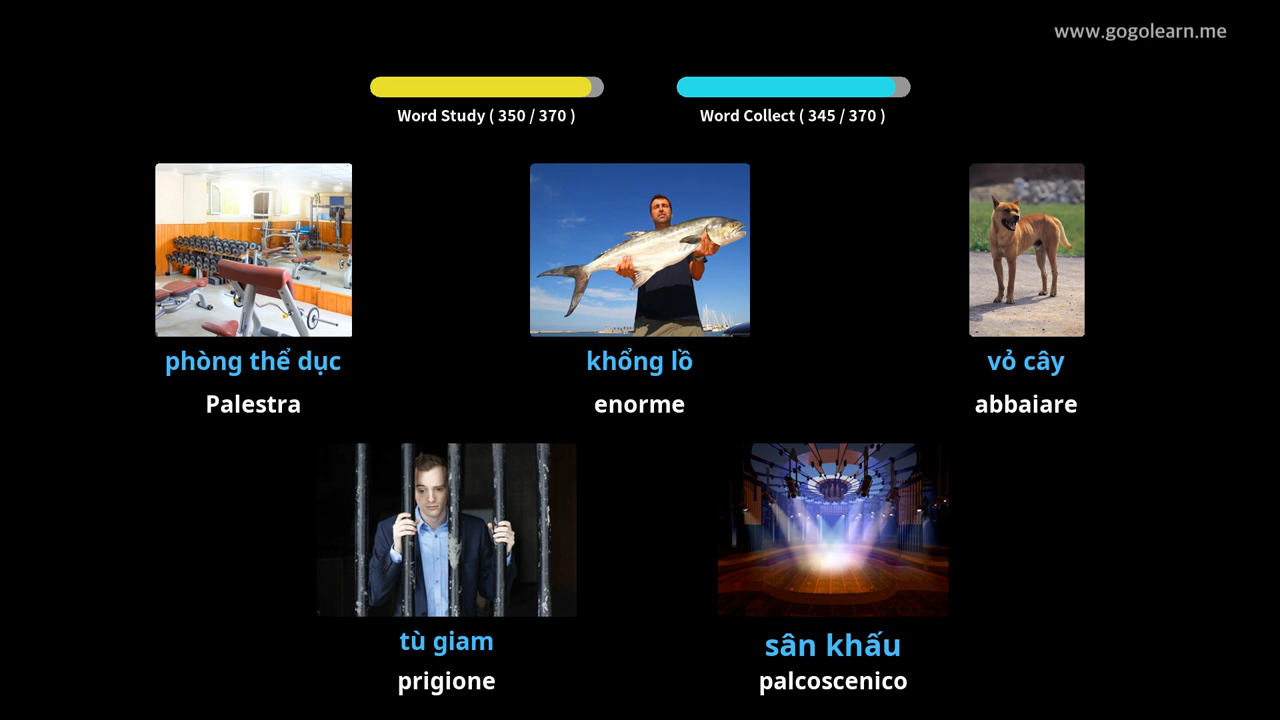 www.gogolearn.me
Word Study ( 350 / 370 )
Word Collect ( 345 / 370 )
phòng thể dục
Palestra
khổng lồ
enorme
vỏ cây
abbaiare
tù giam
prigione
sân khấu
palcoscenico